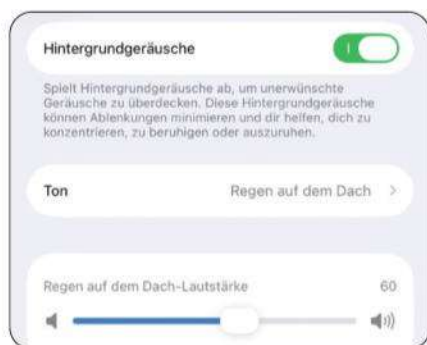 Hintergrundgeräusche
Spielt Hintergrundgeräusche ab, um unerwünschte
Geräusche zu überdecken. Diese Hintergrundgeräusche
können Ablenkungen minimieren und dir helfen, dich zu
konzentrieren, zu beruhigen oder auszuruhen.
Ton Regen auf dem Dach
Regen auf dem Dach-Lautstärke 60